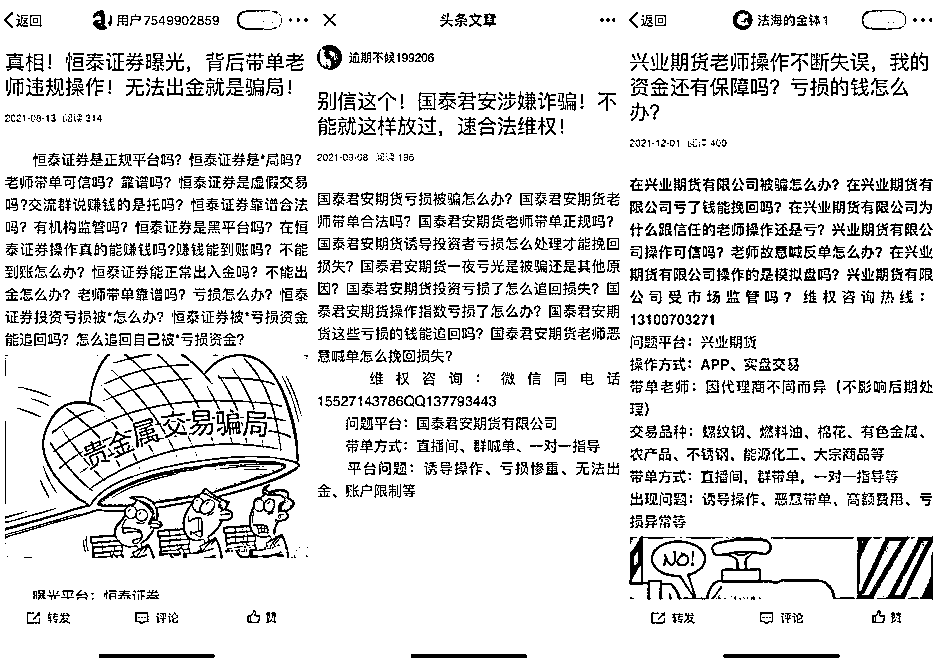 返回
用户7549902859
真相！恒泰证券曝光，背后带单老
师违规操作！无法出金就是骗局！
2021-08-13 阅读 314
恒泰证券是正规平台吗？恒泰证券是*局吗？
老师带单可信吗？靠谱吗？恒泰证券是虚假交易
吗?交流群说赚钱的是托吗？恒泰证券靠谱合法
吗？有机构监管吗？恒泰证券是黑平台吗？在恒
泰证券操作真的能赚钱吗?赚钱能到账吗？不能
到账怎么办？恒泰证券能正常出入金吗？不能出
金怎么办？老师带单靠谱吗？亏损怎么办？恒泰
证券投资亏损被*怎么办？恒泰证券被*亏损资金
能追回吗？怎么追回自己被*亏损资金？
贵金属交易骗局
曝光平台：恒泰证券
转发
评论
赞
头条文章
逾期不候199206
别信这个！国泰君安涉嫌诈骗！不
能就这样放过，速合法维权！
阅读 196
国泰君安期货亏损被骗怎么办？国泰君安期货老
师带单合法吗？国泰君安期货老师带单正规吗？
国泰君安期货诱导投资者亏损怎么处理才能挽回
损失？国泰君安期货一夜亏光是被骗还是其他原
因？国泰君安期货投资亏损了怎么追回损失？国
泰君安期货操作指数亏损了怎么办？国泰君安期
货这些亏损的钱能追回吗？国泰君安期货老师恶
意喊单怎么挽回损失？
维权咨询：微信同电话
15527143786QQ137793443
问题平台：国泰君安期货有限公司
带单方式：直播间、群喊单、一对一指导
平台问题：诱导操作、亏损惨重、无法出
金、账户限制等
返回
法海的金钵1
兴业期货老师操作不断失误，我的
资金还有保障吗？亏损的钱怎么
办？
2021-12-01 阅读 400
在兴业期货有限公司被骗怎么办？在兴业期货有
限公司亏了钱能挽回吗？在兴业期货有限公司为
什么跟信任的老师操作还是亏？兴业期货有限公
司操作可信吗？老师故意喊反单怎么办？在兴业
期货有限公司操作的是模拟盘吗？兴业期货有限
公司受市场监管吗？维权咨询热线：
13100703271
问题平台：兴业期货
操作方式：APP、实盘交易
带单老师：因代理商不同而异（不影响后期处
理）
交易品种：螺纹钢、燃料油、棉花、有色金属、
农产品、不锈钢、能源化工、大宗商品等
带单方式：直播间，群带单，一对一指导等
出现问题：诱导操作、恶意带单、高额费用、亏
损异常等
NO!
转发
评论
赞